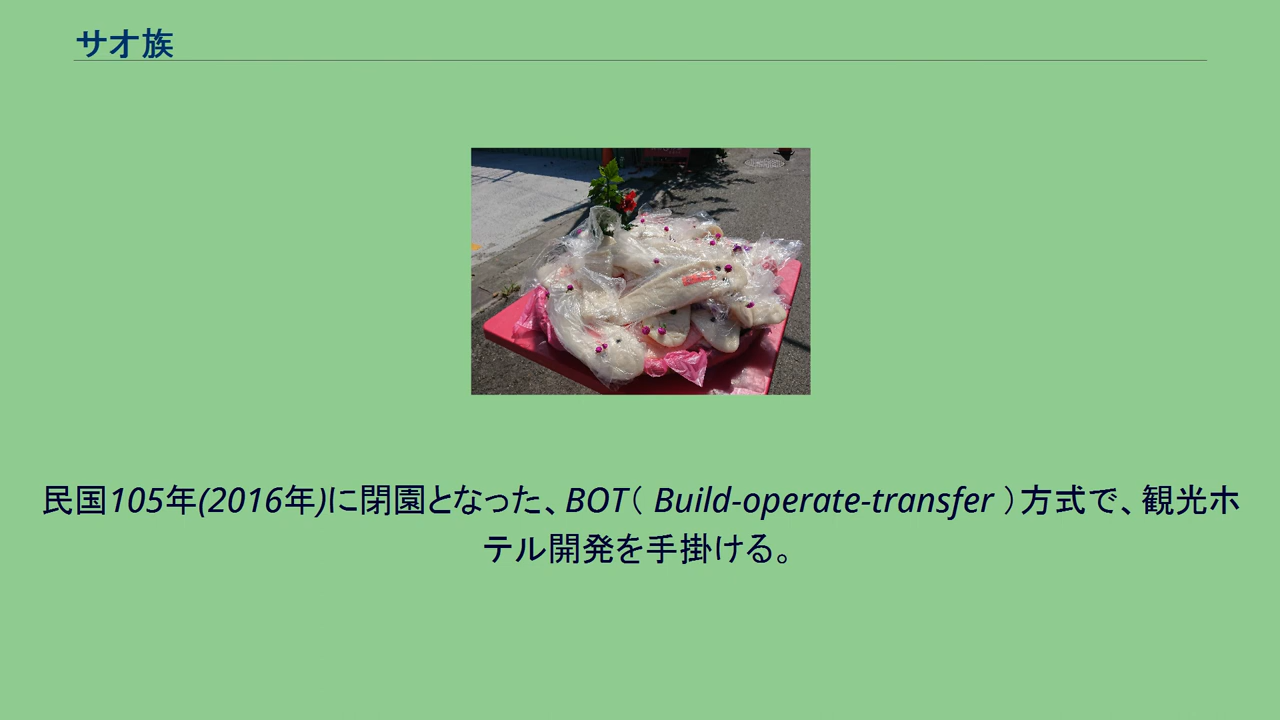 サオ族
民国105年(2016年)に閉園となった、BOT（ Build-operate-transfer ）方式で、観光ホ
テル開発を手掛ける。